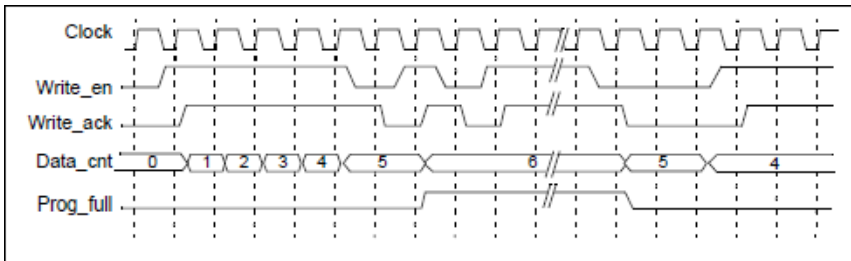 Clock
Write_en
Write_ack
Data_cnt 0 1 2 3 4 5 6 5 4
Prog_full